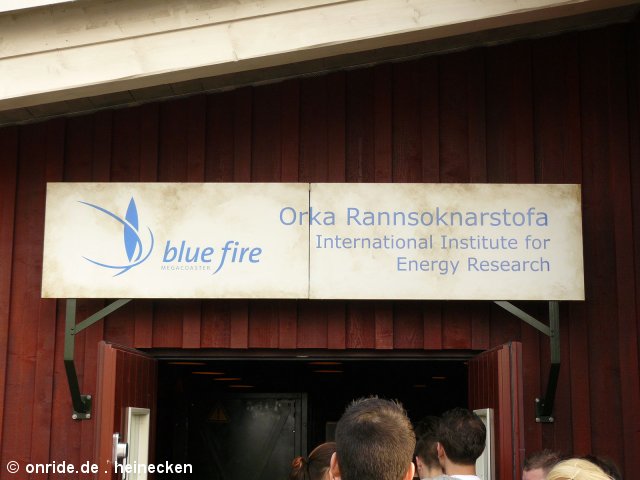 blue fire
MEGACOASTER
Orka Rannsoknarstofa
International Institute for
Energy Research
© onride.de . heinecken